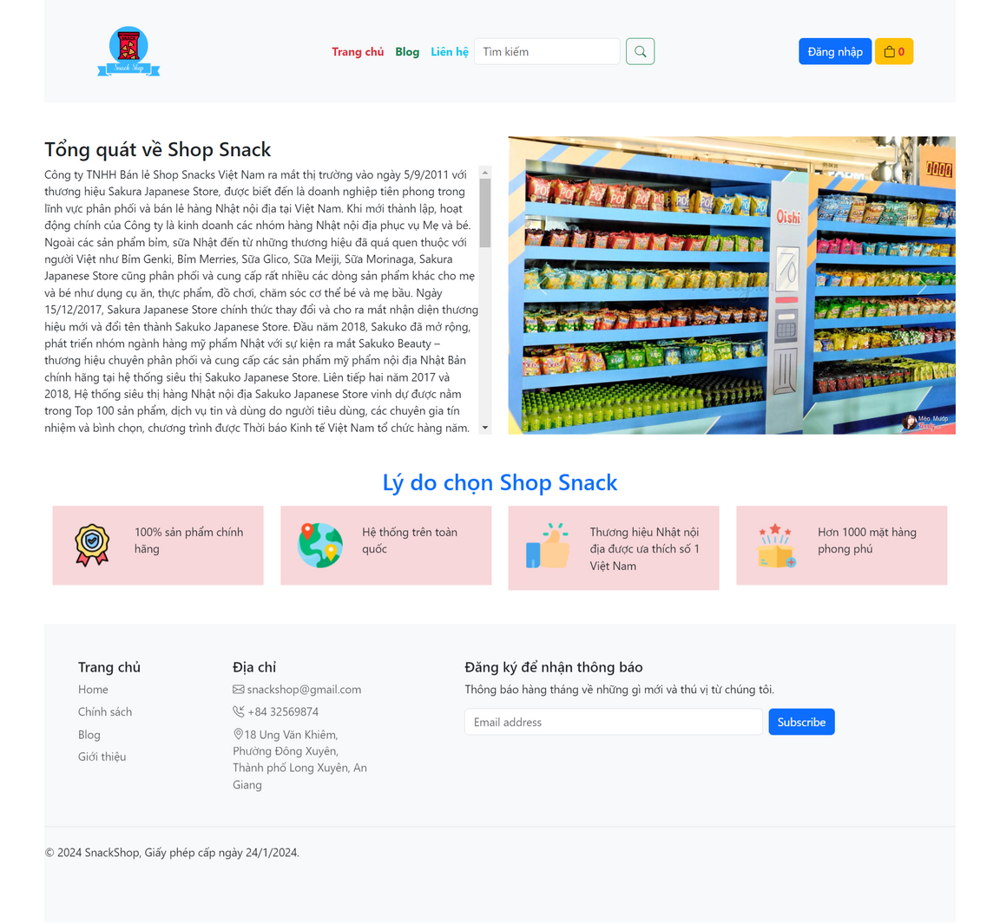 SNACK
Snack Shop
Trang chủ Blog Liên hệ Tìm kiếm
Đăng nhập 0
Tổng quát về Shop Snack
Công ty TNHH Bán lẻ Shop Snacks Việt Nam ra mắt thị trường vào ngày 5/9/2011 với
thương hiệu Sakura Japanese Store, được biết đến là doanh nghiệp tiên phong trong
lĩnh vực phân phối và bán lẻ hàng Nhật nội địa tại Việt Nam. Khi mới thành lập, hoạt
động chính của Công ty là kinh doanh các nhóm hàng Nhật nội địa phục vụ Mẹ và bé.
Ngoài các sản phẩm bỉm, sữa Nhật đến từ những thương hiệu đã quá quen thuộc với
người Việt như Bỉm Genki, Bỉm Merries, Sữa Glico, Sữa Meiji, Sữa Morinaga, Sakura
Japanese Store cũng phân phối và cung cấp rất nhiều các dòng sản phẩm khác cho mẹ
và bé như dụng cụ ăn, thực phẩm, đồ chơi, chăm sóc cơ thể bé và mẹ bầu. Ngày
15/12/2017, Sakura Japanese Store chính thức thay đổi và cho ra mắt nhận diện thương
hiệu mới và đổi tên thành Sakuko Japanese Store. Đầu năm 2018, Sakuko đã mở rộng,
phát triển nhóm ngành hàng mỹ phẩm Nhật với sự kiện ra mắt Sakuko Beauty –
thương hiệu chuyên phân phối và cung cấp các sản phẩm mỹ phẩm nội địa Nhật Bản
chính hãng tại hệ thống siêu thị Sakuko Japanese Store. Liên tiếp hai năm 2017 và
2018, Hệ thống siêu thị hàng Nhật nội địa Sakuko Japanese Store vinh dự được nằm
trong Top 100 sản phẩm, dịch vụ tin và dùng do người tiêu dùng, các chuyên gia tín
nhiệm và bình chọn, chương trình được Thời báo Kinh tế Việt Nam tổ chức hàng năm.
Oishi
Mèo Mướp
Lý do chọn Shop Snack
100% sản phẩm chính
hãng
Hệ thống trên toàn
quốc
Thương hiệu Nhật nội
địa được ưa thích số 1
Việt Nam
Hơn 1000 mặt hàng
phong phú
Trang chủ
Home
Chính sách
Blog
Giới thiệu
Địa chỉ
snackshop@gmail.com
+84 32569874
18 Ung Văn Khiêm,
Phường Đông Xuyên,
Thành phố Long Xuyên, An
Giang
Đăng ký để nhận thông báo
Thông báo hàng tháng về những gì mới và thú vị từ chúng tôi.
Email address Subscribe
© 2024 SnackShop, Giấy phép cấp ngày 24/1/2024.